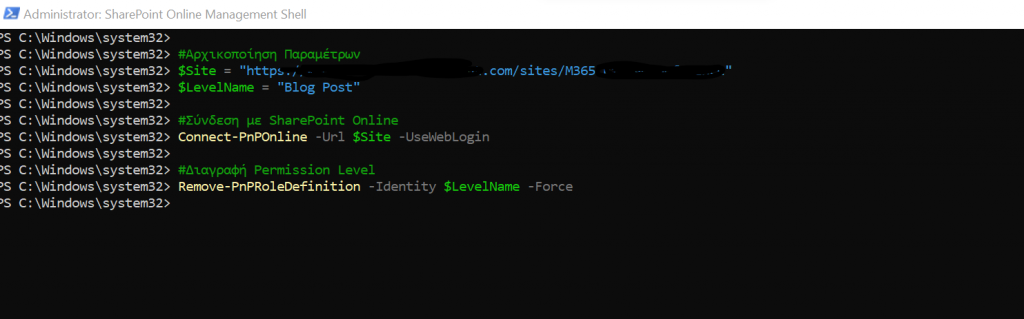 Administrator: SharePoint Online Management Shell
PS C:\Windows\system32>
PS C:\Windows\system32> #Αρχικοποίηση Παραμέτρων
PS C:\Windows\system32> $Site = "https:/ .com/sites/M365 "
PS C:\Windows\system32> $LevelName = "Blog Post"
PS C:\Windows\system32>
PS C:\Windows\system32> #Σύνδεση με SharePoint Online
PS C:\Windows\system32> Connect-PnPOnline -Url $Site -UseWebLogin
PS C:\Windows\system32>
PS C:\Windows\system32> #Διαγραφή Permission Level
PS C:\Windows\system32> Remove-PnPRoleDefinition -Identity $LevelName -Force
PS C:\Windows\system32>